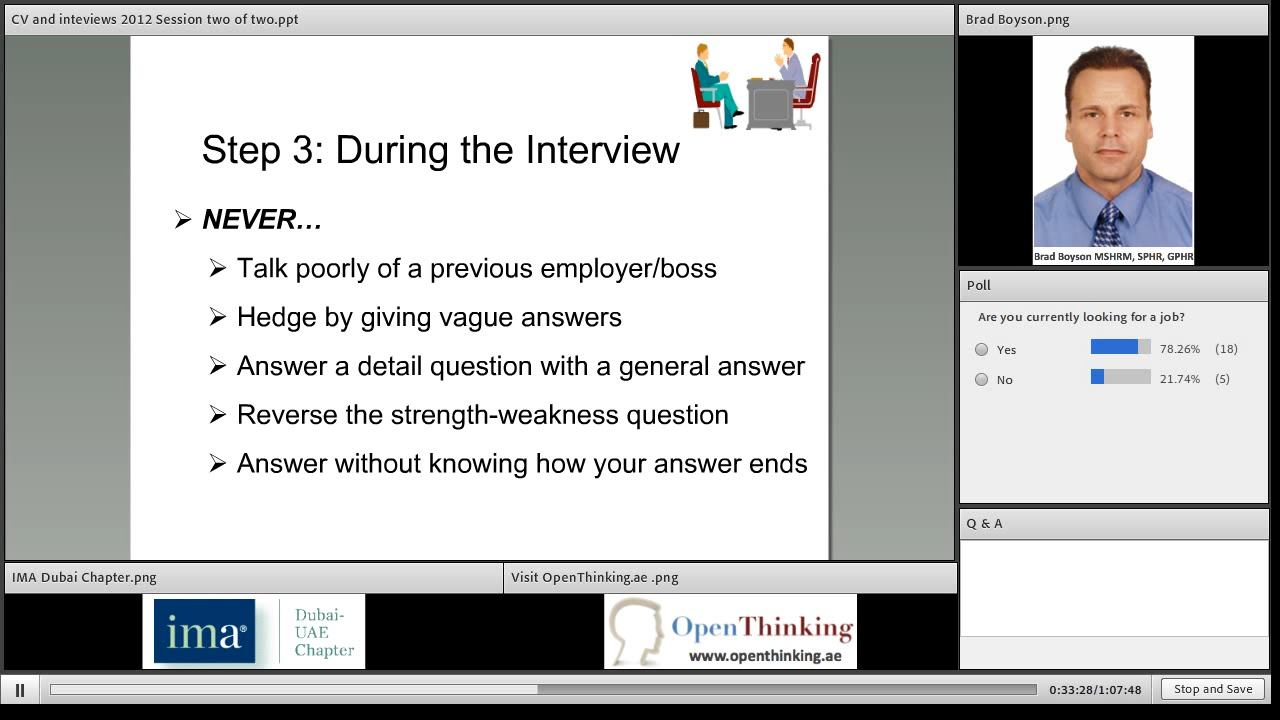 CV and inteviews 2012 Session two of two.ppt
Step 3: During the Interview
NEVER…
Talk poorly of a previous employer/boss
Hedge by giving vague answers
Answer a detail question with a general answer
Reverse the strength-weakness question
Answer without knowing how your answer ends
Brad Boyson.png
Brad Boyson MSHRM, SPHR, GPHR
Poll
Are you currently looking for a job?
Yes 78.26% (18)
No 21.74% (5)
Q & A
IMA Dubai Chapter.png
ima®
Dubai-
UAE
Chapter
Visit OpenThinking.ae .png
OpenThinking
www.openthinking.ae
0:33:28/1:07:48
Stop and Save